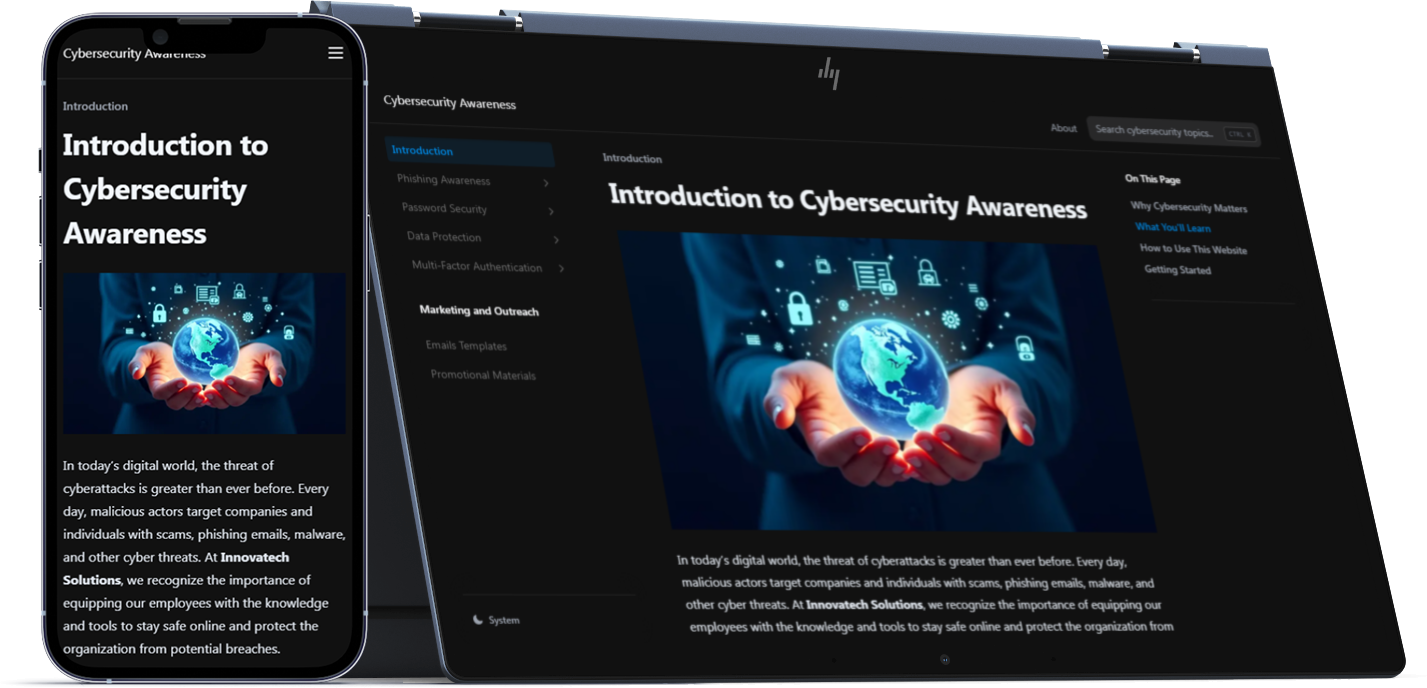 Cybersecurity Awareness
Introduction
Introduction to
Cybersecurity
Awareness
In today's digital world, the threat of
cyberattacks is greater than ever before. Every
day, malicious actors target companies and
individuals with scams, phishing emails, malware,
and other cyber threats. At Innovatech
Solutions, we recognize the importance of
equipping our employees with the knowledge
and tools to stay safe online and protect the
organization from potential breaches.
hp
Cybersecurity Awareness
About
Search cybersecurity topics...
CTRL K
Introduction
Phishing Awareness
Password Security
Data Protection
Multi-Factor Authentication
Marketing and Outreach
Emails Templates
Promotional Materials
System
Introduction
Introduction to Cybersecurity Awareness
In today's digital world, the threat of cyberattacks is greater than ever before. Every day,
malicious actors target companies and individuals with scams, phishing emails, malware, and
other cyber threats. At Innovatech Solutions, we recognize the importance of equipping our
employees with the knowledge and tools to stay safe online and protect the organization from
On This Page
Why Cybersecurity Matters
What You'll Learn
How to Use This Website
Getting Started